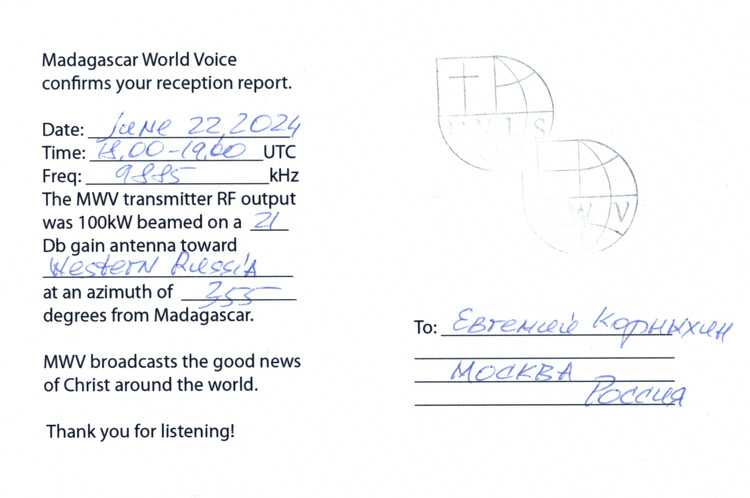 Madagascar World Voice
confirms your reception report.
Date: June 22, 2024
Time: 18,00-19,00 UTC
Freq: 9885 kHz
The MWV transmitter RF output
was 100kW beamed on a 21
Db gain antenna toward
Western Russia
at an azimuth of 355
degrees from Madagascar.
MWV broadcasts the good news
of Christ around the world.
Thank you for listening!
To: Евгений Корныхин
Москва
Россия